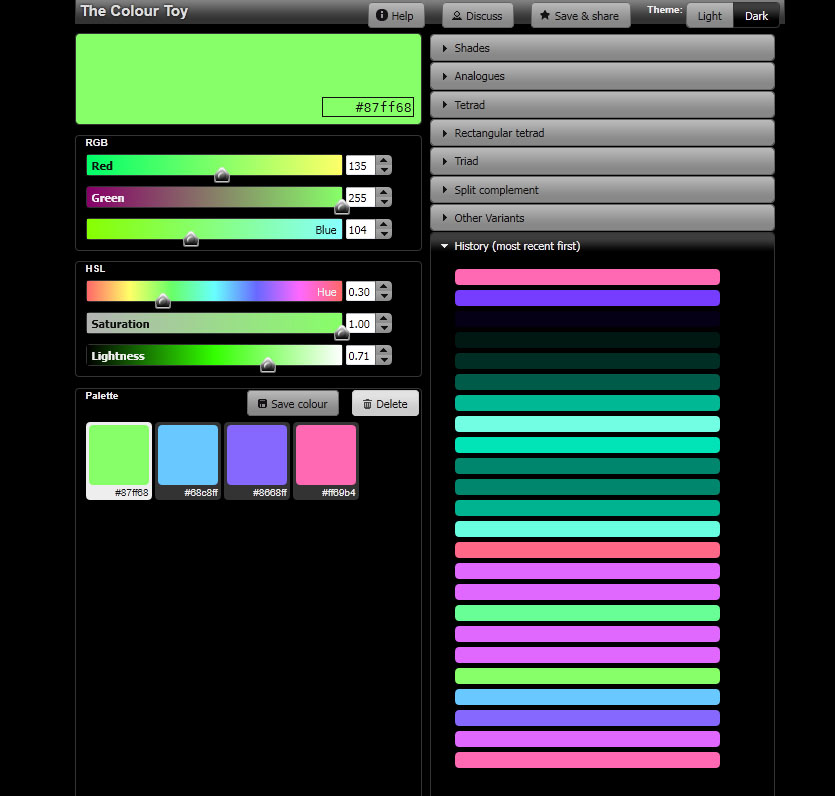 The Colour Toy
Help
Discuss
Save & share
Theme:
Light
Dark
#87ff68
RGB
Red
135
Green
255
Blue
104
HSL
Hue
0.30
Saturation
1.00
Lightness
0.71
Palette
Save colour
Delete
#87ff68
#68c8ff
#8668ff
#ff69b4
Shades
Analogues
Tetrad
Rectangular tetrad
Triad
Split complement
Other Variants
History (most recent first)